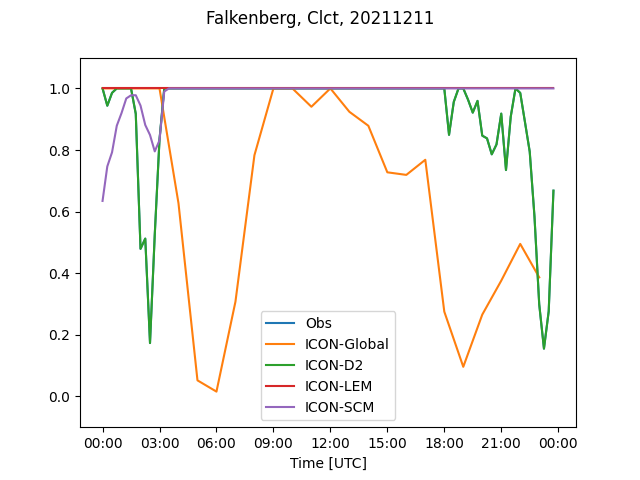 Falkenberg, Clct, 20211211
1.0
0.8
0.6
0.4
0.2
0.0
Obs
ICON-Global
ICON-D2
ICON-LEM
ICON-SCM
00:00 03:00 06:00 09:00 12:00 15:00 18:00 21:00 00:00
Time [UTC]